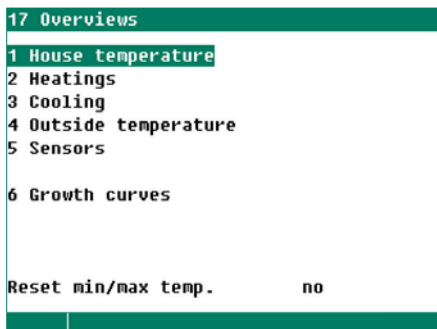 17 Overviews
1 House temperature
2 Heatings
3 Cooling
4 Outside temperature
5 Sensors
6 Growth curves
Reset min/max temp. no